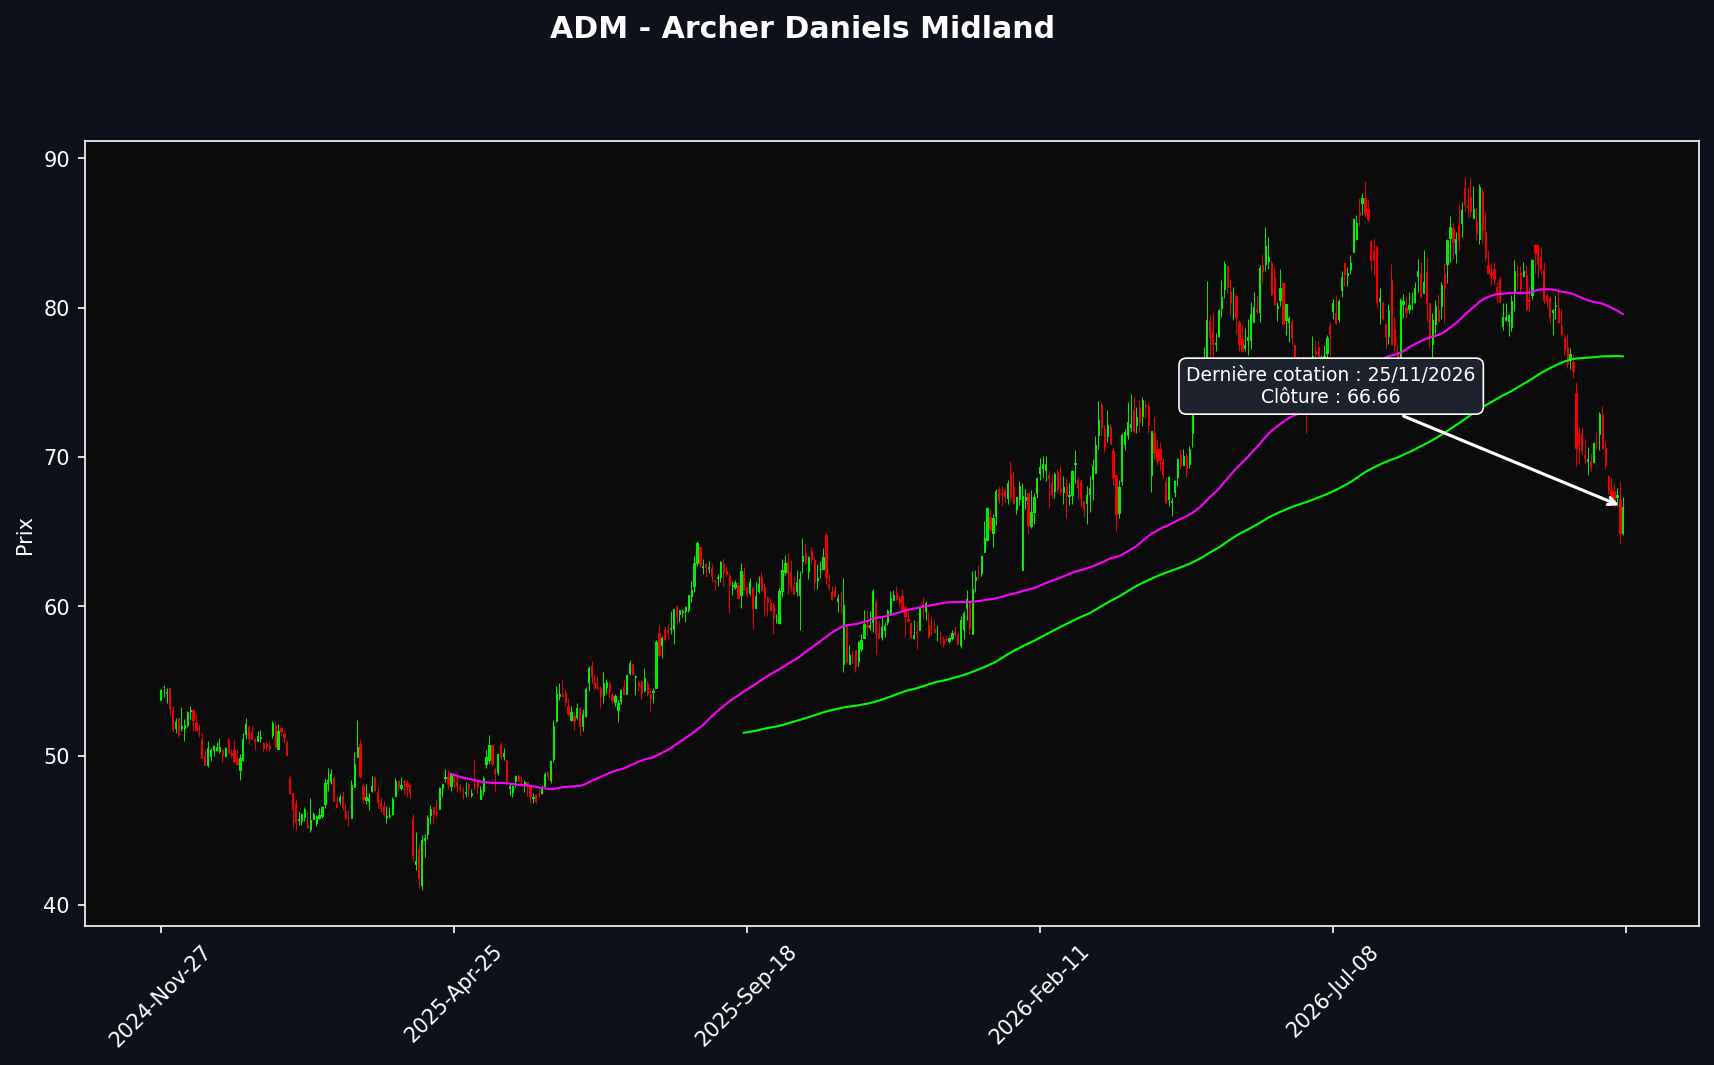 ADM - Archer Daniels Midland
90
80
70
60
50
40
Prix
Dernière cotation : 25/11/2026
Clôture : 66.66
2024-Nov-27
2025-Apr-25
2025-Sep-18
2026-Feb-11
2026-Jul-08